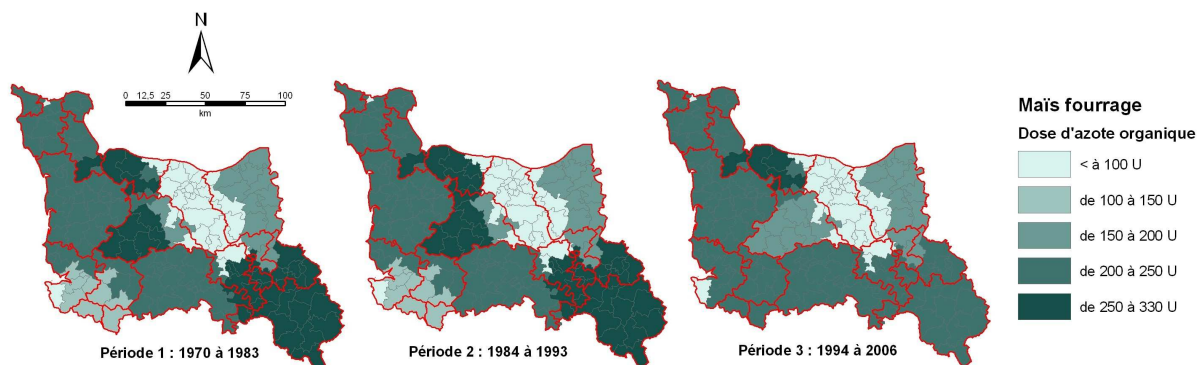 N
0 12,5 25 50 75 100
km
Période 1 : 1970 à 1983
Période 2 : 1984 à 1993
Période 3 : 1994 à 2006
Maïs fourrage
Dose d'azote organique
< à 100 U
de 100 à 150 U
de 150 à 200 U
de 200 à 250 U
de 250 à 330 U